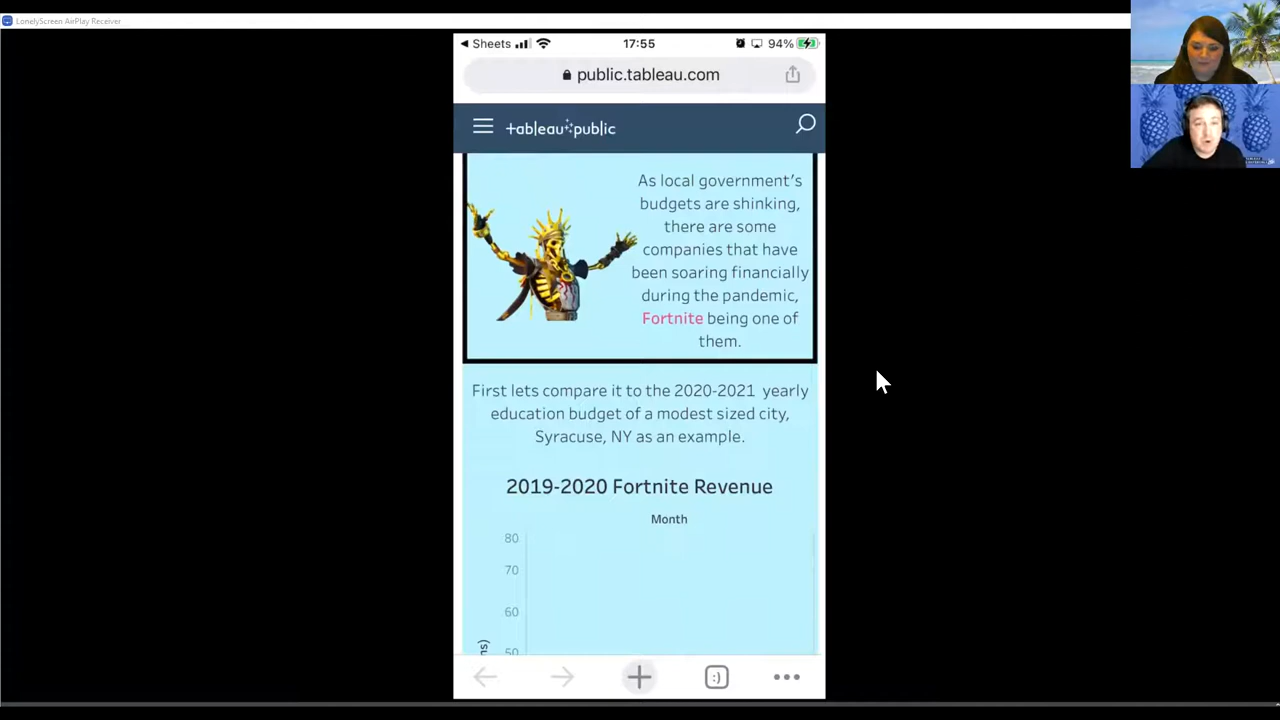 LonelyScreen AirPlay Receiver
Sheets
17:55
94%
public.tableau.com
+ableau public
As local government's
budgets are shinking,
there are some
companies that have
been soaring financially
during the pandemic,
Fortnite being one of
them.
First lets compare it to the 2020-2021 yearly
education budget of a modest sized city,
Syracuse, NY as an example.
2019-2020 Fortnite Revenue
Month
80
70
60
50
ns)
:)